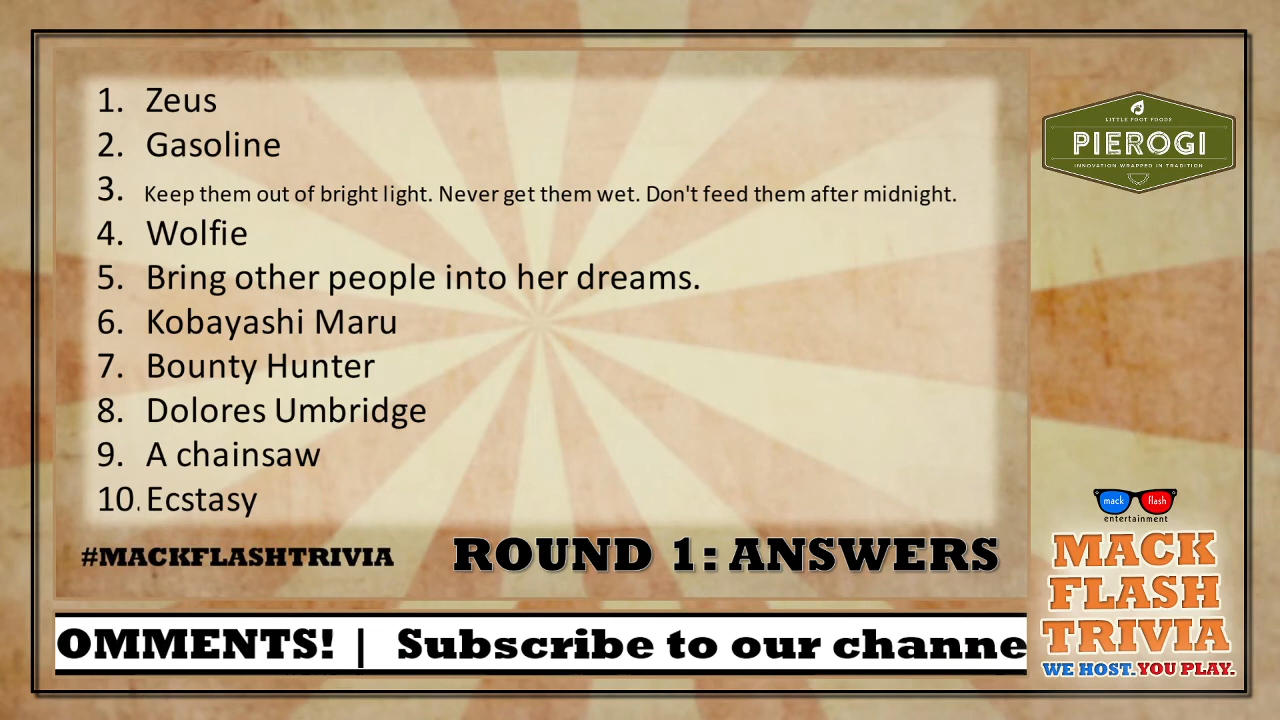 1. Zeus
2. Gasoline
3. Keep them out of bright light. Never get them wet. Don't feed them after midnight.
4. Wolfie
5. Bring other people into her dreams.
6. Kobayashi Maru
7. Bounty Hunter
8. Dolores Umbridge
9. A chainsaw
10. Ecstasy
#MACKFLASHTRIVIA
ROUND 1: ANSWERS
OMMENTS! | Subscribe to our channe
LITTLE FOOT FOODS
PIEROGI
INNOVATION WRAPPED IN TRADITION
mack flash
entertainment
MACK
FLASH
TRIVIA
WE HOST. YOU PLAY.